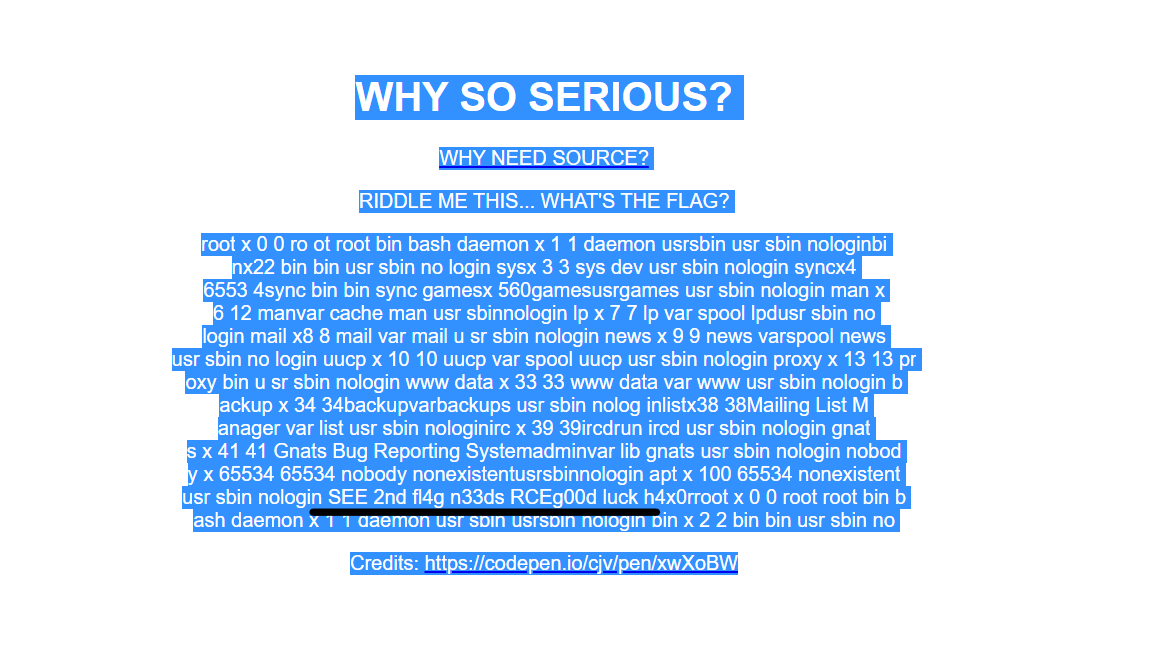 WHY SO SERIOUS?
WHY NEED SOURCE?
RIDDLE ME THIS... WHAT'S THE FLAG?
root x 0 0 ro ot root bin bash daemon x 1 1 daemon usrsbin usr sbin nologinbi
nx22 bin bin usr sbin no login sysx 3 3 sys dev usr sbin nologin syncx4
6553 4sync bin bin sync gamesx 560gamesusrgames usr sbin nologin man x
6 12 manvar cache man usr sbinnologin lp x 7 7 lp var spool lpdusr sbin no
login mail x8 8 mail var mail u sr sbin nologin news x 9 9 news varspool news
usr sbin no login uucp x 10 10 uucp var spool uucp usr sbin nologin proxy x 13 13 pr
oxy bin u sr sbin nologin www data x 33 33 www data var www usr sbin nologin b
ackup x 34 34backupvarbackups usr sbin nolog inlistx38 38Mailing List M
anager var list usr sbin nologinirc x 39 39ircdrun ircd usr sbin nologin gnat
s x 41 41 Gnats Bug Reporting Systemadminvar lib gnats usr sbin nologin nobod
y x 65534 65534 nobody nonexistentusrsbinnologin apt x 100 65534 nonexistent
usr sbin nologin SEE 2nd fl4g n33ds RCEg00d luck h4x0rroot x 0 0 root root bin b
ash daemon x 1 1 daemon usr sbin usrsbin nologin bin x 2 2 bin bin usr sbin no
Credits: https://codepen.io/cjv/pen/xwXoBW